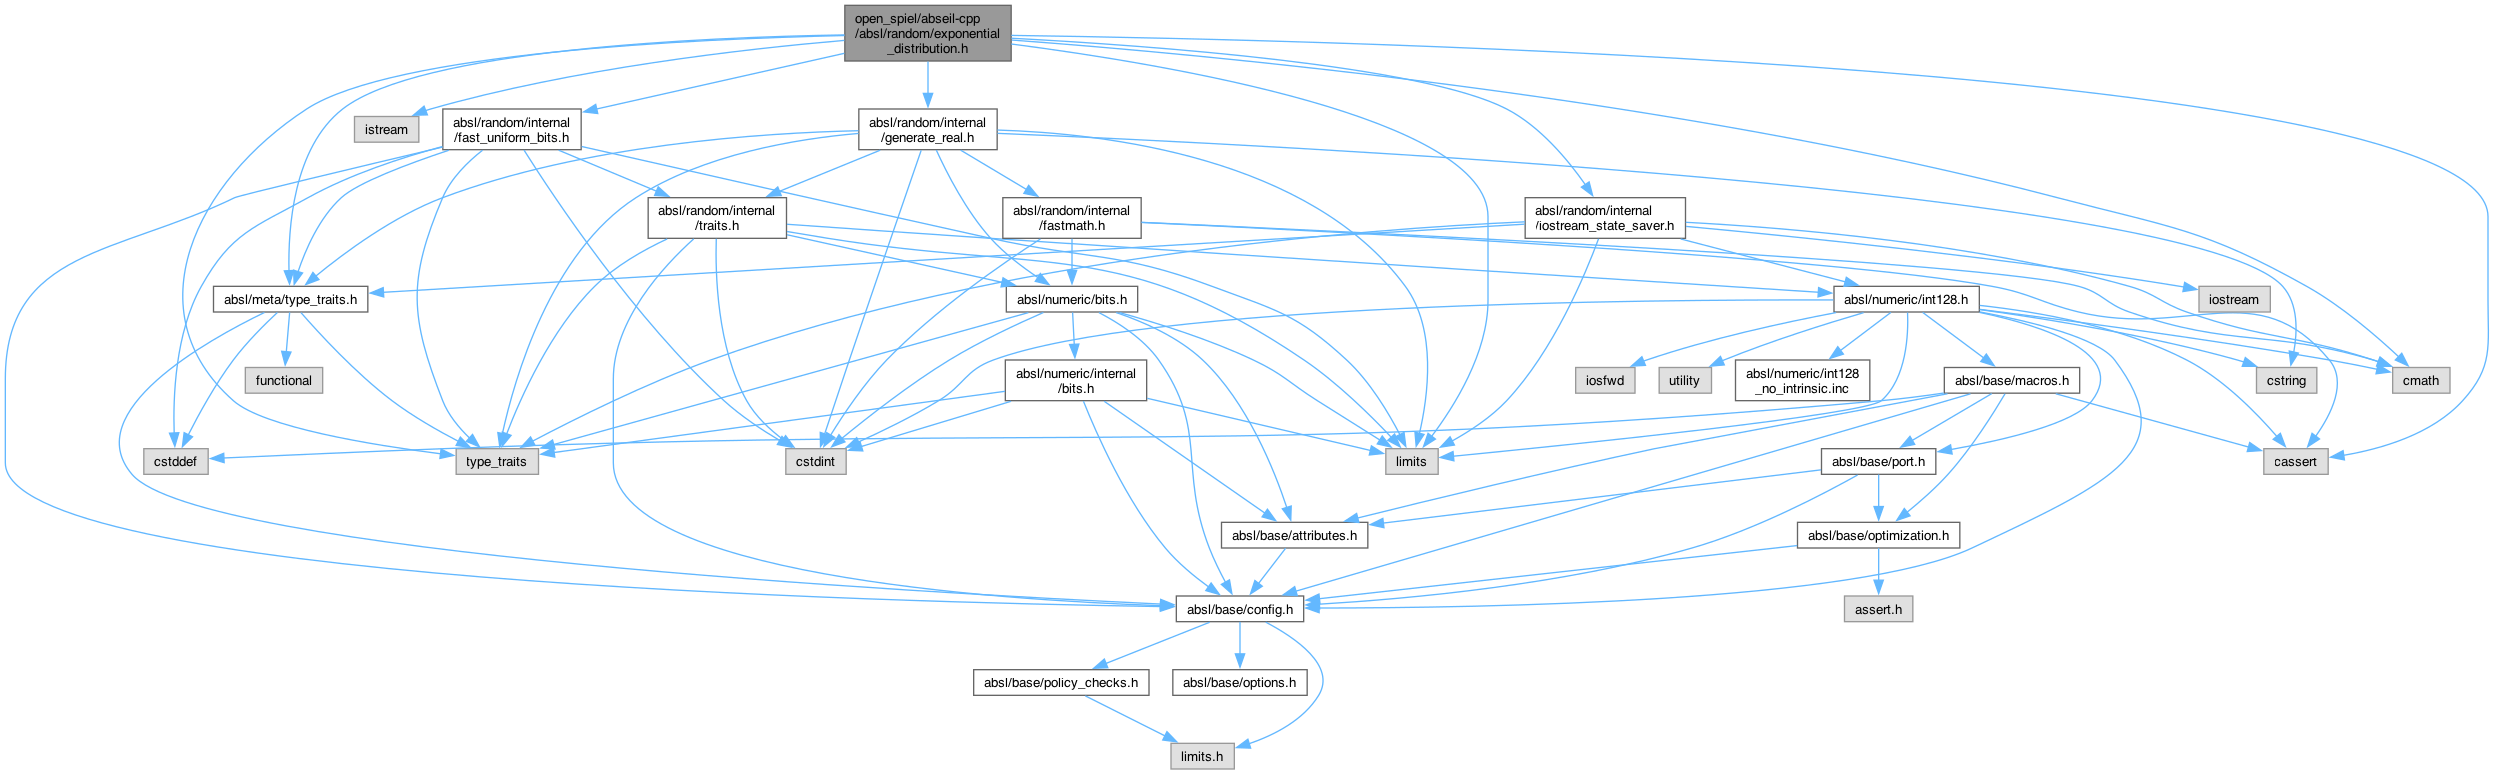 open_spiel/abseil-cpp
/absl/random/exponential
_distribution.h
absl/random/internal
/fast_uniform_bits.h
absl/random/internal
/generate_real.h
istream
absl/random/internal
/traits.h
absl/random/internal
/fastmath.h
absl/random/internal
/iostream_state_saver.h
absl/meta/type_traits.h
absl/numeric/bits.h
absl/numeric/int128.h
iostream
functional
absl/numeric/internal
/bits.h
iosfwd
utility
absl/numeric/int128
_no_intrinsic.inc
absl/base/macros.h
cstring
cmath
cstddef
type_traits
cstdint
limits
absl/base/port.h
cassert
absl/base/attributes.h
absl/base/optimization.h
absl/base/config.h
assert.h
absl/base/policy_checks.h
absl/base/options.h
limits.h